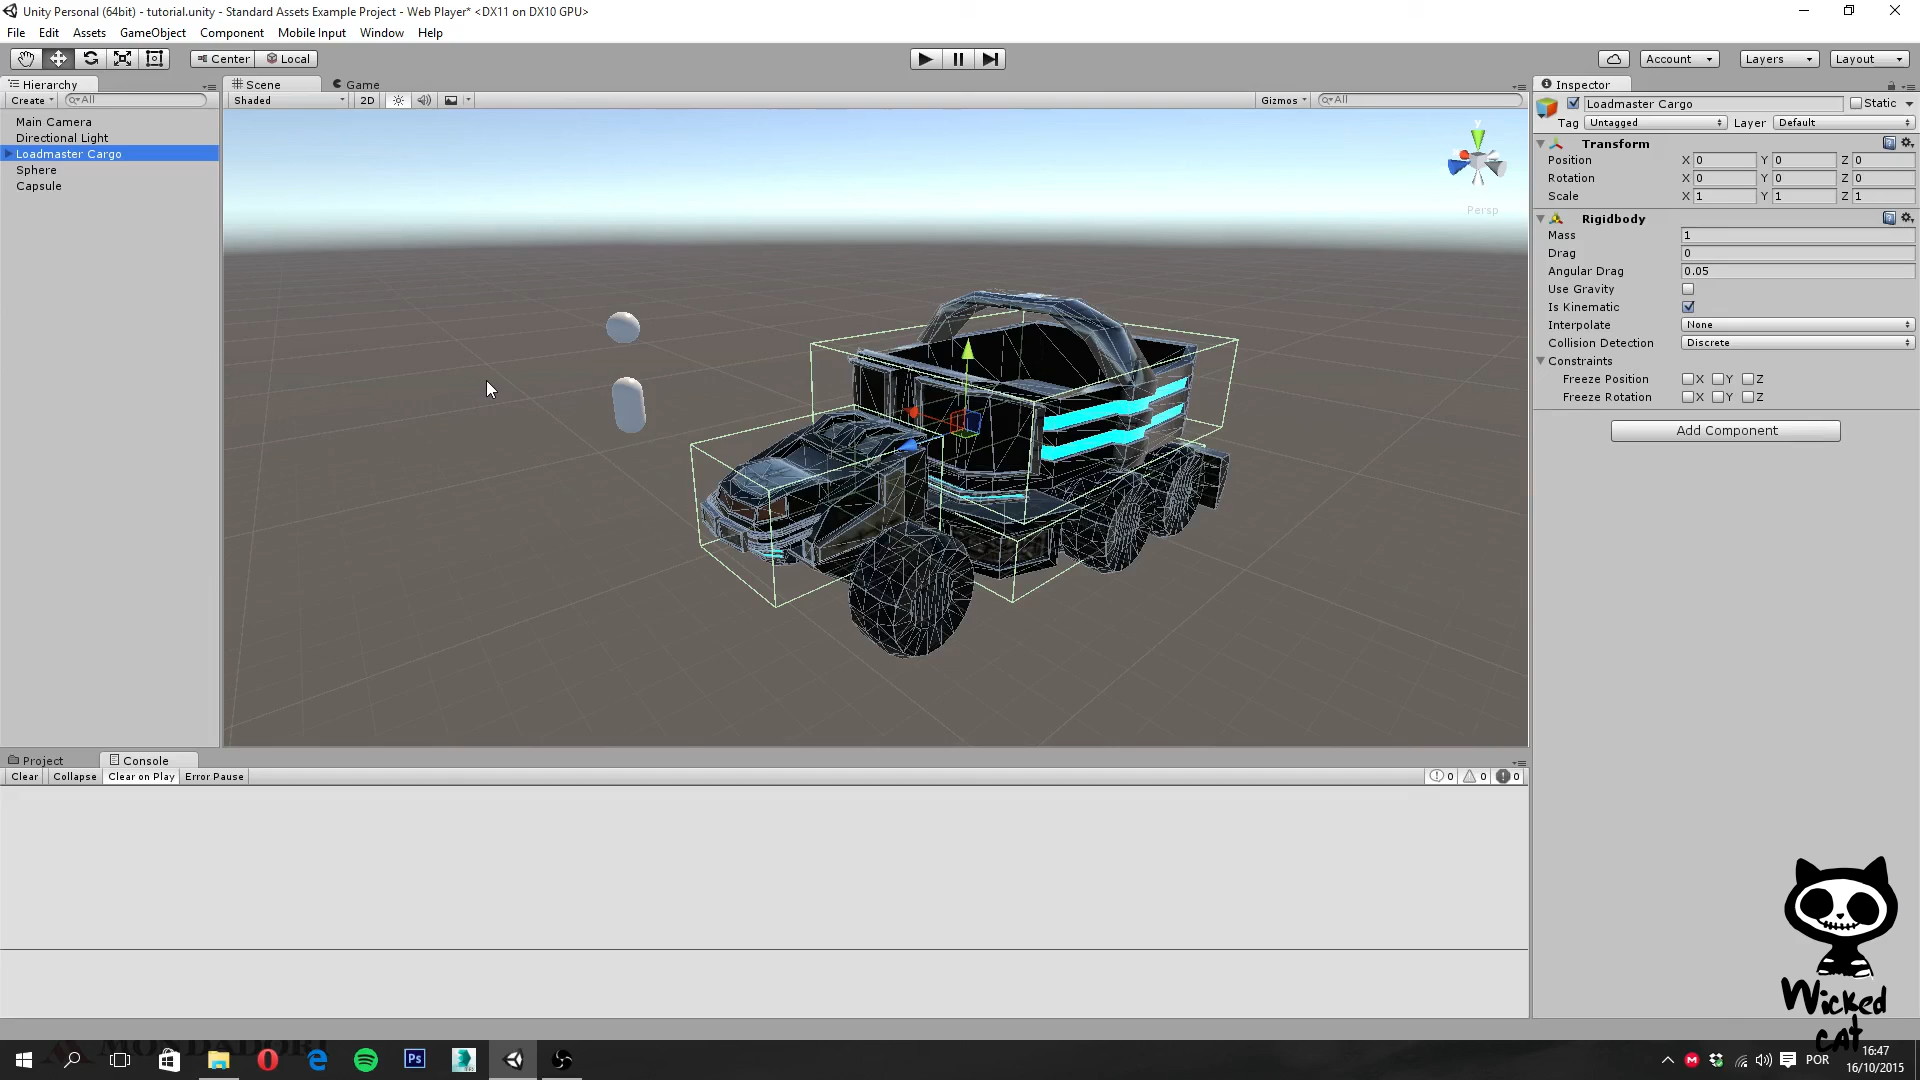 Unity Personal (64bit) - tutorial.unity - Standard Assets Example Project - Web Player* <DX11 on DX10 GPU>
File Edit Assets GameObject Component Mobile Input Window Help
Center Local Account Layers Layout
Hierarchy Scene Game Inspector
Create All Shaded 2D Gizmos All
Loadmaster Cargo Static
Tag Untagged Layer Default
Main Camera
Directional Light
Loadmaster Cargo
Sphere
Capsule
y
Persp
Transform
Position X 0 Y 0 Z 0
Rotation X 0 Y 0 Z 0
Scale X 1 Y 1 Z 1
Rigidbody
Mass 1
Drag 0
Angular Drag 0.05
Use Gravity
Is Kinematic
Interpolate None
Collision Detection Discrete
Constraints
Freeze Position X Y Z
Freeze Rotation X Y Z
Add Component
Project Console
Clear Collapse Clear on Play Error Pause 0 0 0
Wicked
cat
MONDADORI
Ps
POR
16:47
16/10/2015